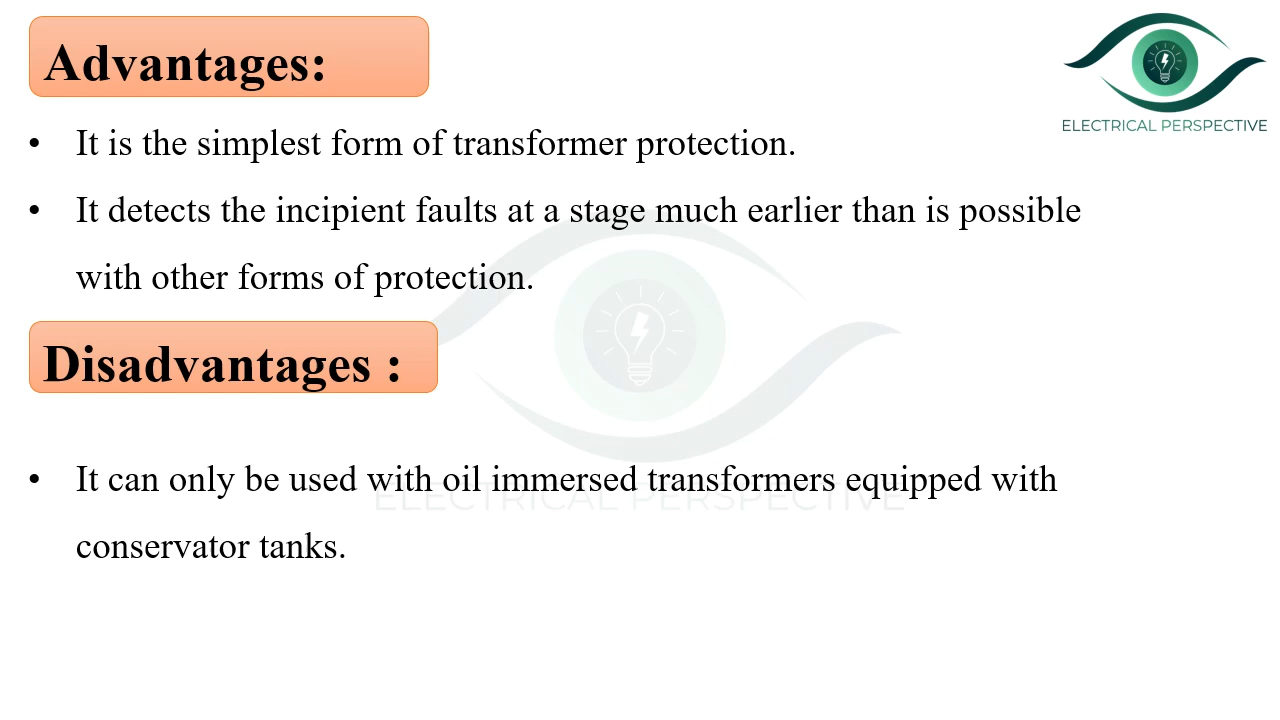 Advantages:
ELECTRICAL PERSPECTIVE
• It is the simplest form of transformer protection.
• It detects the incipient faults at a stage much earlier than is possible
with other forms of protection.
Disadvantages :
• It can only be used with oil immersed transformers equipped with
ELECTRICAL PERSPECTIVE
conservator tanks.